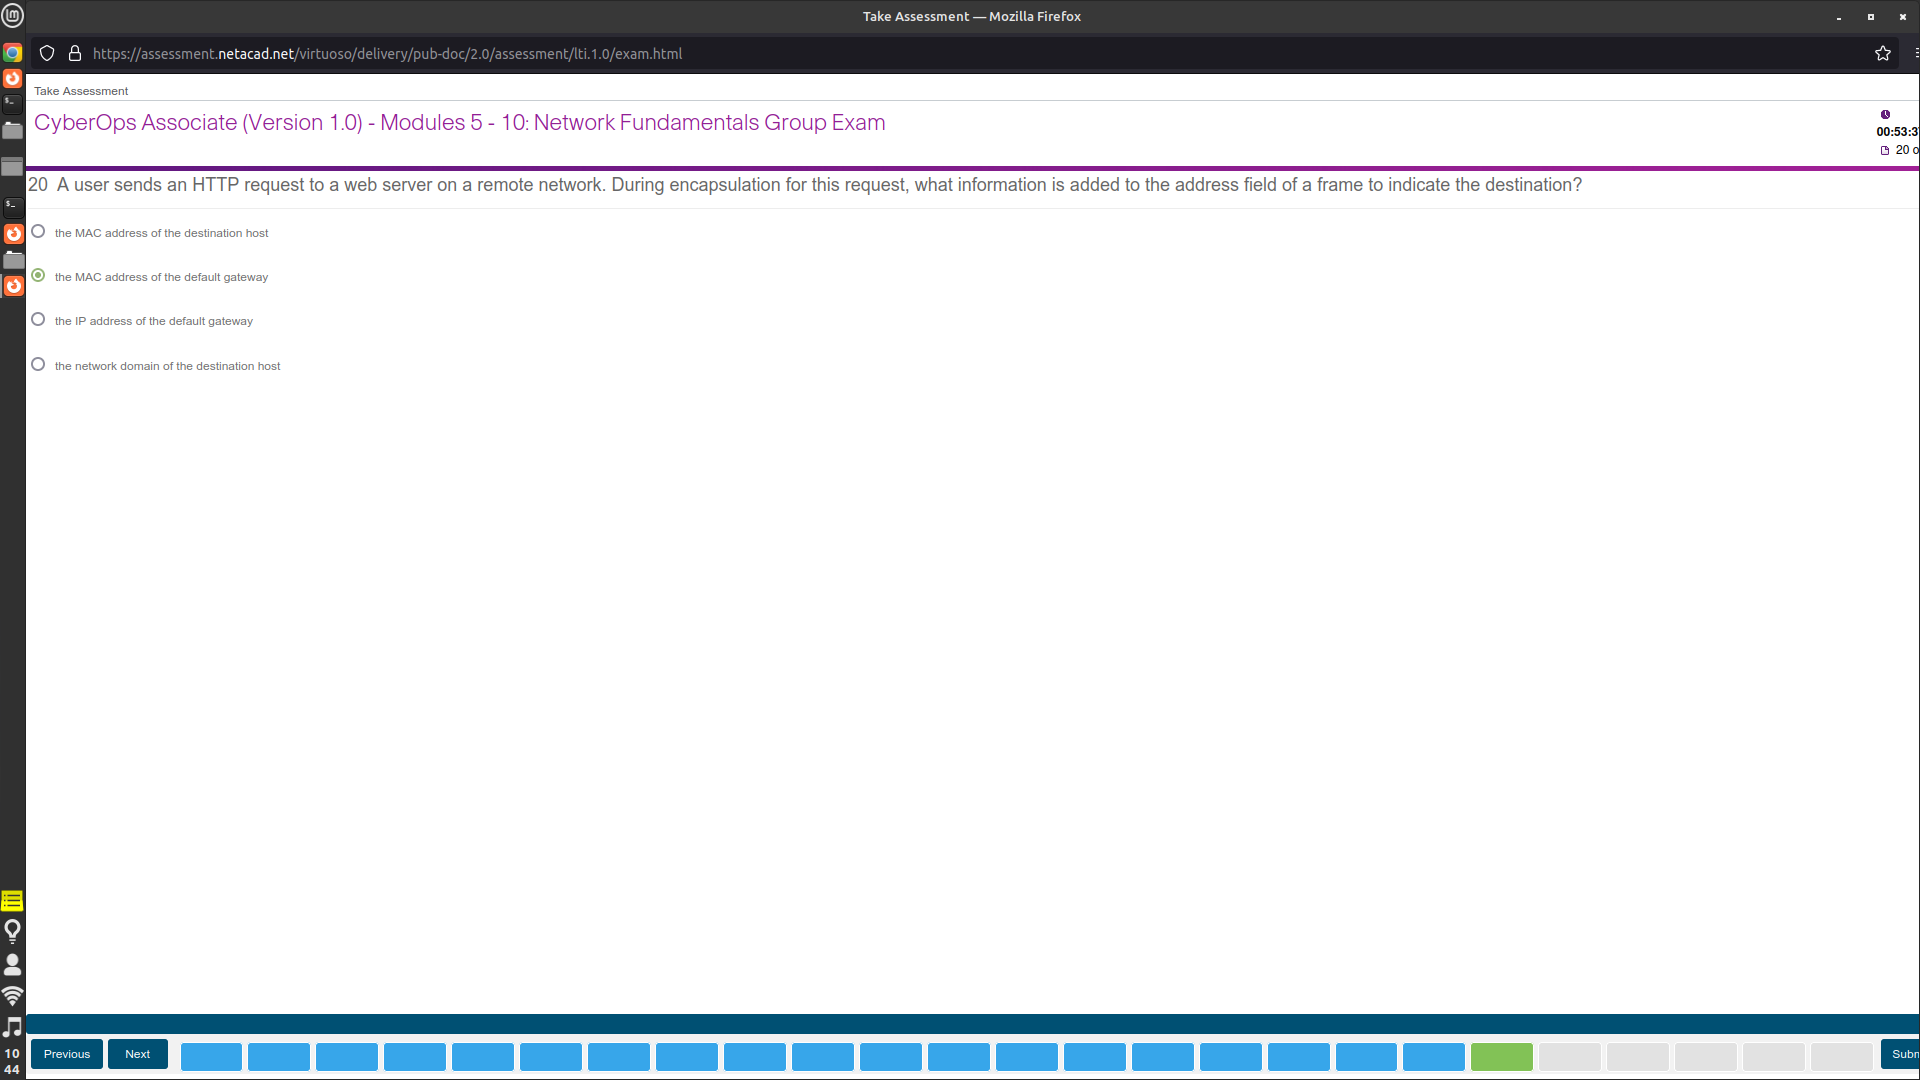 Take Assessment — Mozilla Firefox
https://assessment.netacad.net/virtuoso/delivery/pub-doc/2.0/assessment/lti.1.0/exam.html
Take Assessment
CyberOps Associate (Version 1.0) - Modules 5 - 10: Network Fundamentals Group Exam
00:53:3
20 o
20 A user sends an HTTP request to a web server on a remote network. During encapsulation for this request, what information is added to the address field of a frame to indicate the destination?
the MAC address of the destination host
the MAC address of the default gateway
the IP address of the default gateway
the network domain of the destination host
Previous
Next
Subm
10
44